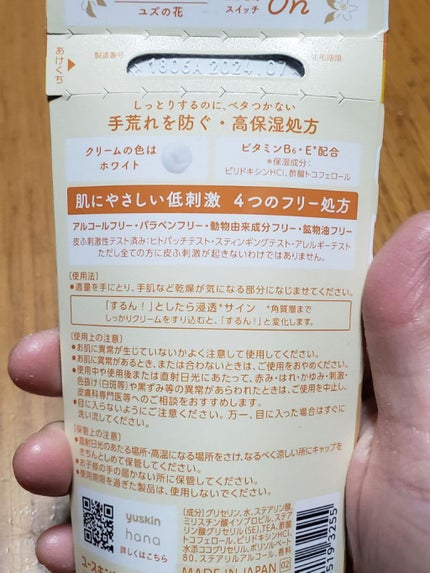 ユズの花
スイッチ
On
あけくち
製造番号
1806A 2024.07
使用期限
しっとりするのに、ベタつかない
手荒れを防ぐ・高保湿処方
クリームの色は
ホワイト
ビタミンB6・E*配合
*保湿成分:
ピリドキシンHCl、酢酸トコフェロール
肌にやさしい低刺激 4つのフリー処方
アルコールフリー・パラベンフリー・動物由来成分フリー・鉱物油フリー
皮ふ刺激性テスト済み:ヒトパッチテスト・スティンギングテスト・アレルギーテスト
ただし全ての方に皮ふ刺激が起きないわけではありません。
〔使用法〕
●適量を手にとり、手肌など乾燥が気になる部分になじませてください。
「するん!」としたら浸透*サイン *角質層まで
しっかりクリームをすり込むと、「するん!」と変化します。
〔使用上の注意〕
●お肌に異常が生じていないかよく注意して使用してください。
●お肌に異常があるとき、または合わないときは、ご使用をおやめください。
●使用中や使用後または直射日光にあたって、赤み・はれ・かゆみ・刺激・
色抜け(白斑等)や黒ずみ等の異常があらわれたときは、ご使用を中止し、
皮膚科専門医等へのご相談をおすすめします。
●目に入らないようにご注意ください。万一、目に入った場合はすぐに
洗い流してください。
〔保管上の注意〕
●直射日光のあたる場所・高温になる場所をさけ、なるべく涼しい所にキャップを
きちんとしめて保管してください。
●お子様の手の届かない所に保管してください。
●使用期限を過ぎた製品は、使用しないでください。
yuskin
hana
詳しくはこちら
〔成分〕グリセリン、水、ステアリン酸、
ミリスチン酸イソプロピル、ステア
リン酸グリセリル(SE)、TEA、酢酸
トコフェロール、ピリドキシンHCl、
水添ココグリセリル、ポリソルベート
80、ステアリルアルコール、香料
MADE IN JAPAN 02
ユースキン
519 3255